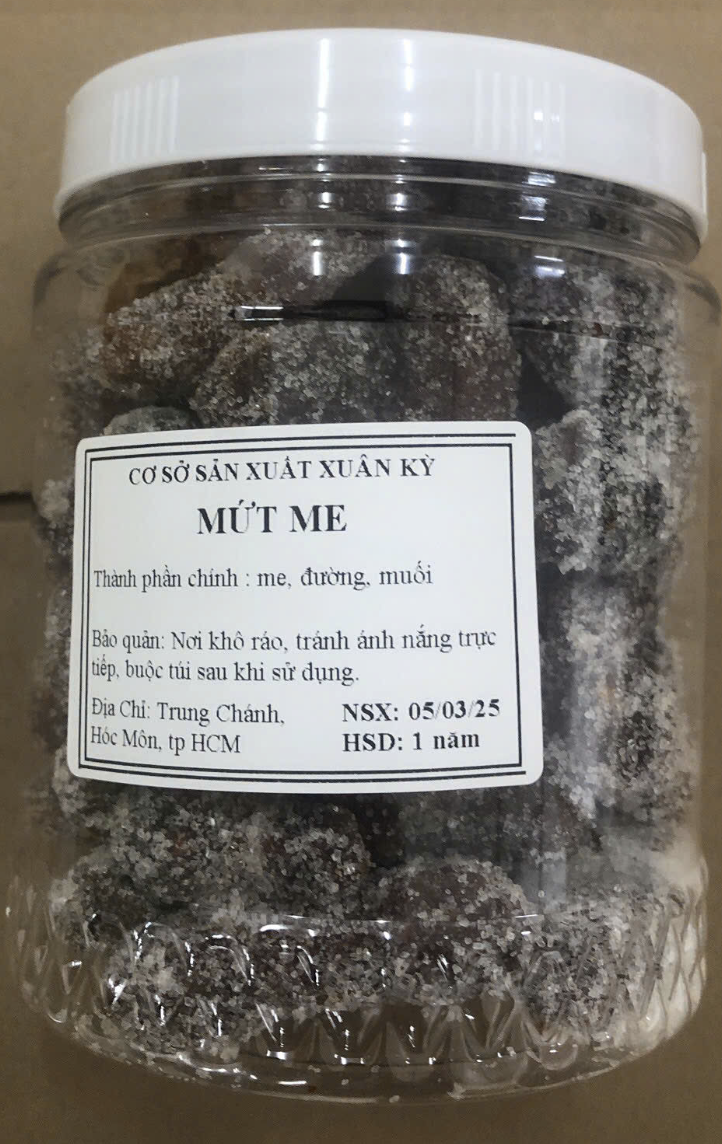 CƠ SỞ SẢN XUẤT XUÂN KỲ
MỨT ME
Thành phần chính : me, đường, muối
Bảo quản: Nơi khô ráo, tránh ánh nắng trực
tiếp, buộc túi sau khi sử dụng.
Địa Chỉ: Trung Chánh,
Hóc Môn, tp HCM
NSX: 05/03/25
HSD: 1 năm